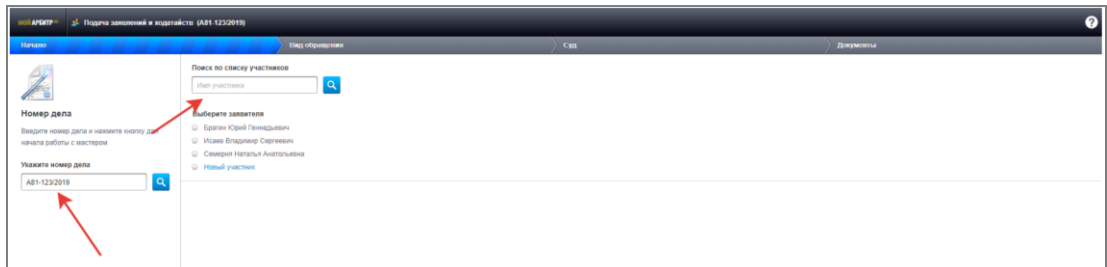 МОЙ АРБИТР Подача заявлений и ходатайств (А81-123/2019)
Начало Вид обращения Суд Документы
Номер дела
Введите номер дела и нажмите кнопку для
начала работы с мастером
Укажите номер дела
А81-123/2019
Поиск по списку участников
Имя участника
Выберите заявителя
Братин Юрий Геннадьевич
Исаев Владимир Сергеевич
Семерня Наталья Анатольевна
Новый участник